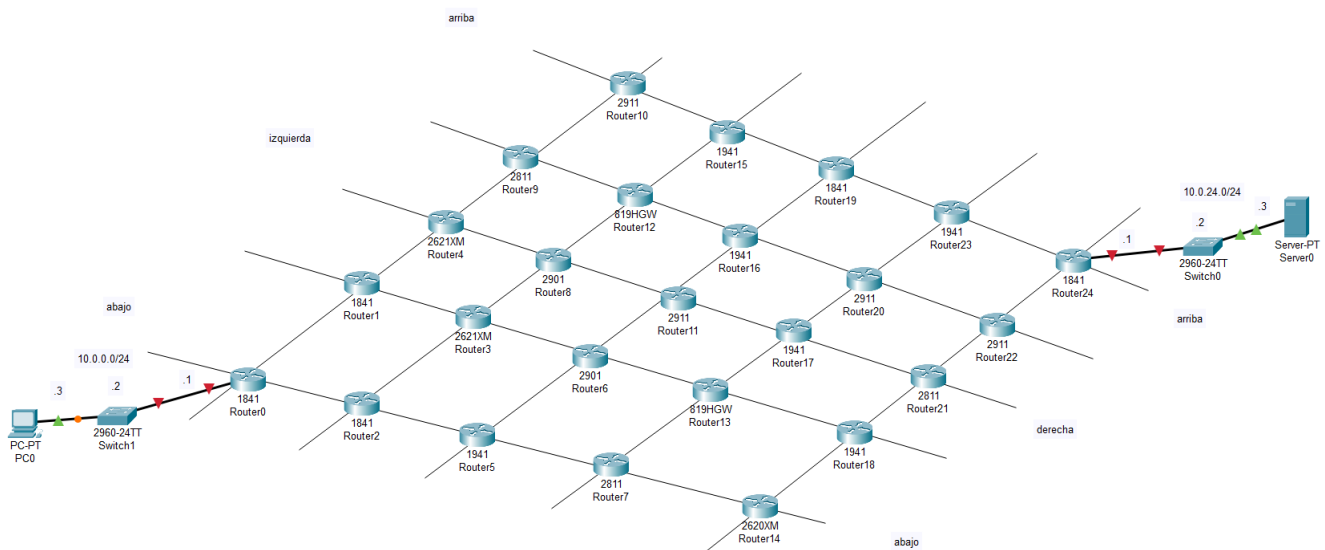 arriba
2911
Router10
1941
Router15
izquierda
2811
Router9
1841
Router19
819HGW
Router12
10.0.24.0/24
.3
1941
Router23
.2
2621XM
Router4
1941
Router16
.1
Server-PT
Server0
2960-24TT
Switch0
2901
Router8
1841
Router24
1841
Router1
2911
Router20
abajo
2911
Router11
arriba
2621XM
Router3
2911
Router22
10.0.0.0/24
1941
Router17
2901
Router6
.3
.2
.1
1841
Router0
2811
Router21
819HGW
Router13
1841
Router2
derecha
PC-PT
PC0
2960-24TT
Switch1
1941
Router5
1941
Router18
2811
Router7
2620XM
Router14
abajo